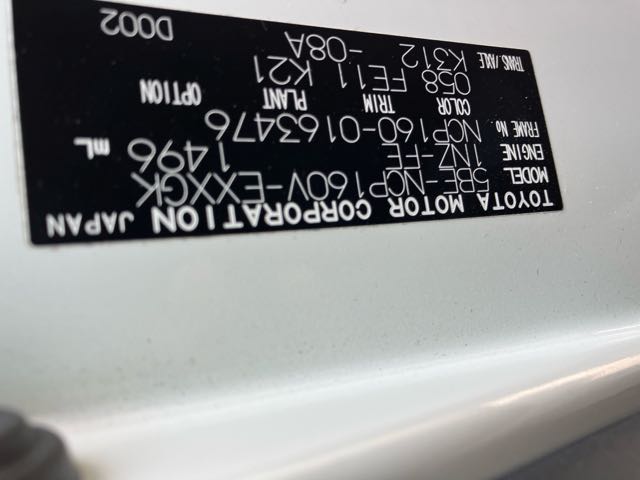 TOYOTA MOTOR CORPORATION JAPAN
MODEL 5BE-NCP160V-EXXGK
ENGINE 1NZ-FE 1496 mL
FRAME No. NCP160-0163476
COLOR TRIM PLANT OPTION
058 FE11 K21
TRANS./AXLE K312 -08A D002